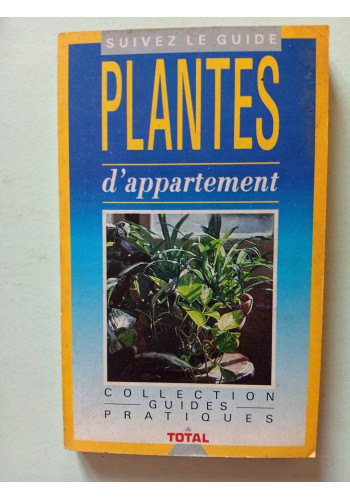 SUIVEZ LE GUIDE
PLANTES
d'appartement
COLLECTION
GUIDES
PRATIQUES
TOTAL